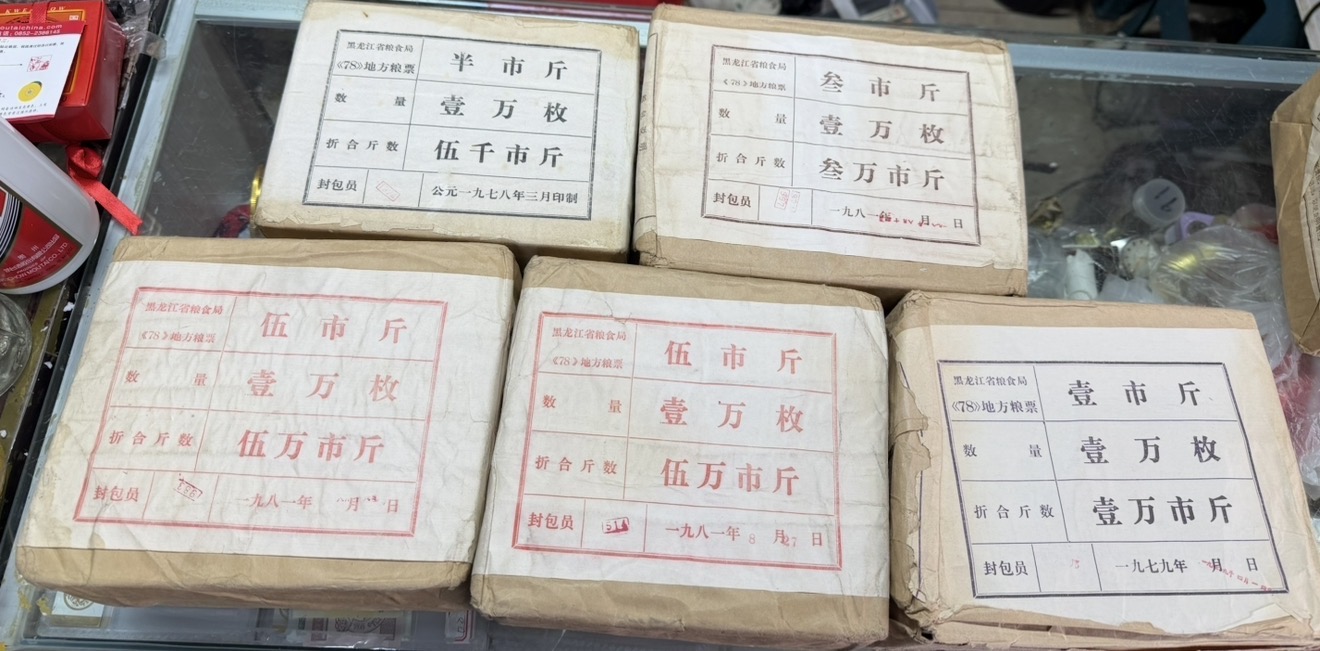 outaichina.com
0852-2386145
黑龙江省粮食局
《78》地方粮票
半市斤
数量
壹万枚
折合斤数
伍千市斤
封包员
公元一九七八年三月印制
黑龙江省粮食局
《78》地方粮票
叁市斤
数量
壹万枚
折合斤数
叁万市斤
封包员
一九八一年 月 日
黑龙江省粮食局
《78》地方粮票
伍市斤
数量
壹万枚
折合斤数
伍万市斤
封包员
一九八一年 月 日
黑龙江省粮食局
《78》地方粮票
伍市斤
数量
壹万枚
折合斤数
伍万市斤
封包员
一九八一年 8 月 27 日
黑龙江省粮食局
《78》地方粮票
壹市斤
数量
壹万枚
折合斤数
壹万市斤
封包员
一九七九年 月 日